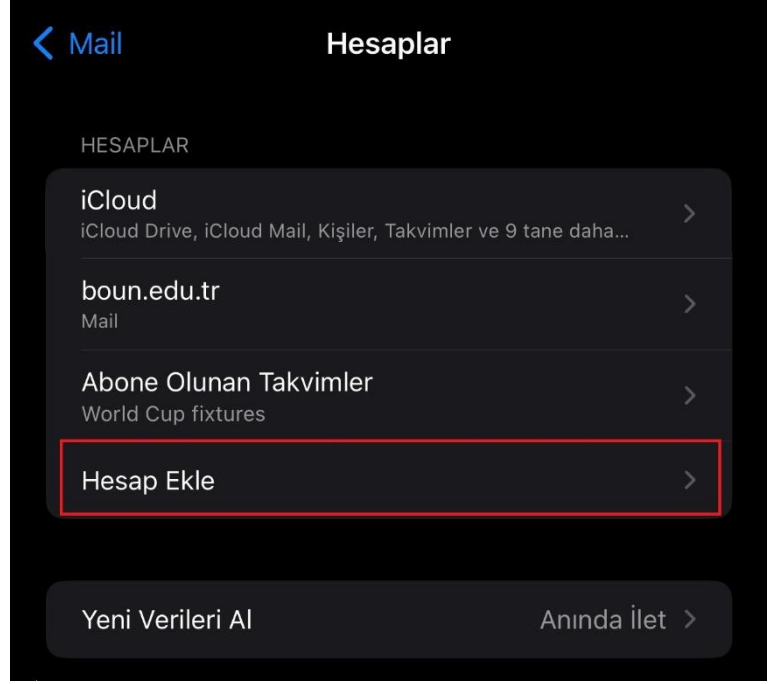 Mail
Hesaplar
HESAPLAR
iCloud
iCloud Drive, iCloud Mail, Kişiler, Takvimler ve 9 tane daha...
boun.edu.tr
Mail
Abone Olunan Takvimler
World Cup fixtures
Hesap Ekle
Yeni Verileri Al
Anında İlet